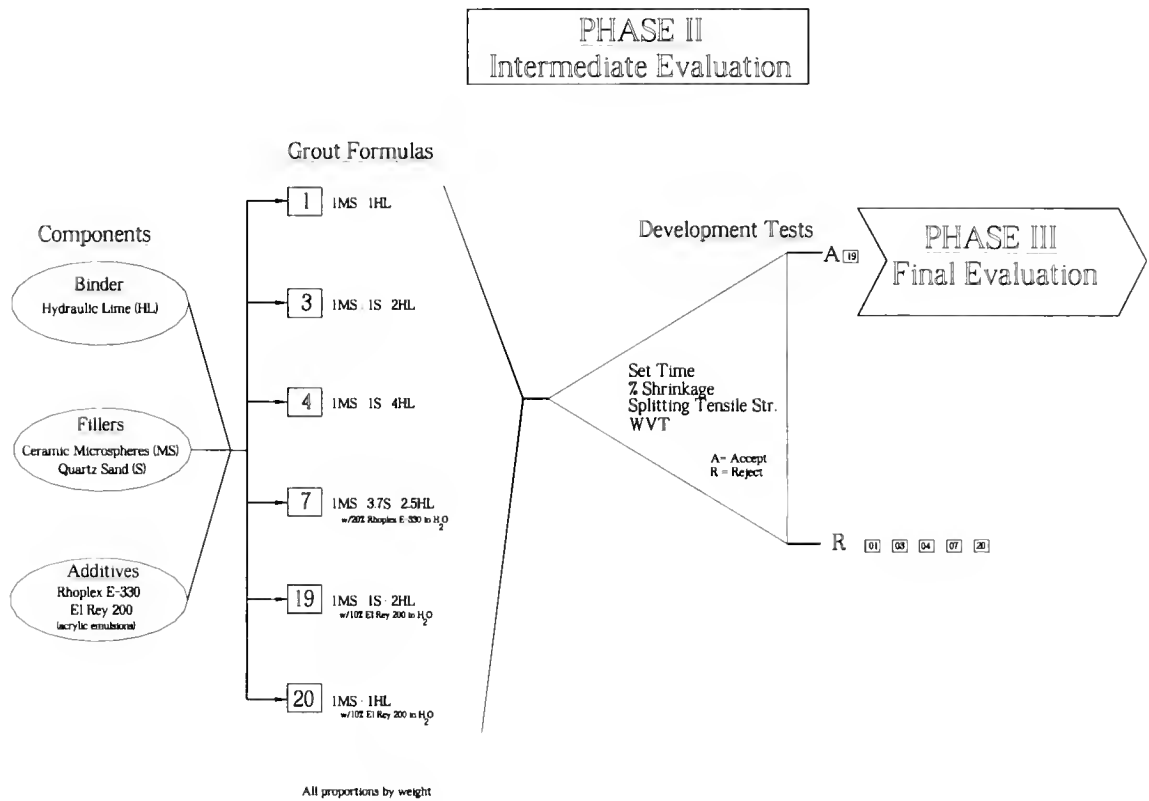 PHASE II
Intermediate Evaluation
Grout Formulas
Components
Binder
Hydraulic Lime (HL)
Fillers
Ceramic Microspheres (MS)
Quartz Sand (S)
Additives
Rhoplex E-330
El Rey 200
(acrylic emulsions)
1 1MS 1HL
3 1MS 1S 2HL
4 1MS 1S 4HL
7 1MS 3.7S 2.5HL
w/20% Rhoplex E-330 in H2O
19 1MS 1S 2HL
w/10% El Rey 200 in H2O
20 1MS 1HL
w/10% El Rey 200 in H2O
All proportions by weight
Development Tests
Set Time
% Shrinkage
Splitting Tensile Str.
WVT
A= Accept
R = Reject
A 19
R 01 03 04 07 20
PHASE III
Final Evaluation